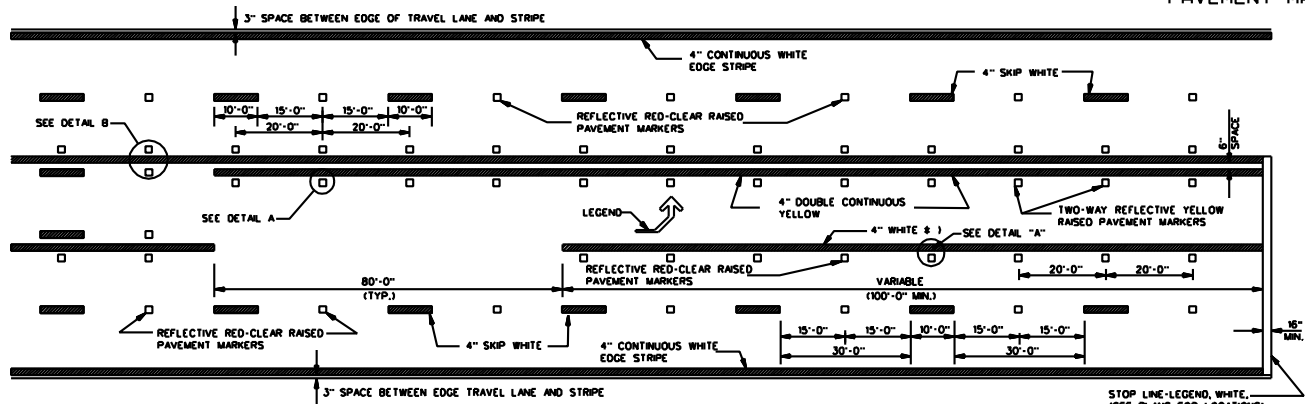 PAVEMENT
3" SPACE BETWEEN EDGE OF TRAVEL LANE AND STRIPE
4" CONTINUOUS WHITE
EDGE STRIPE
4" SKIP WHITE
10'-0" 15'-0" 15'-0" 10'-0"
REFLECTIVE RED-CLEAR RAISED
PAVEMENT MARKERS
SEE DETAIL B
20'-0" 20'-0"
6"
SPACE
SEE DETAIL A
LEGEND
4" DOUBLE CONTINUOUS
YELLOW
TWO-WAY REFLECTIVE YELLOW
RAISED PAVEMENT MARKERS
4" WHITE * )
SEE DETAIL "A"
REFLECTIVE RED-CLEAR RAISED
PAVEMENT MARKERS
20'-0" 20'-0"
80'-0"
(TYP.)
VARIABLE
(100'-0" MIN.)
REFLECTIVE RED-CLEAR RAISED
PAVEMENT MARKERS
4" SKIP WHITE
4" CONTINUOUS WHITE
EDGE STRIPE
15'-0" 15'-0" 10'-0" 15'-0" 15'-0"
30'-0" 30'-0"
16"
MIN.
3" SPACE BETWEEN EDGE TRAVEL LANE AND STRIPE
STOP LINE-LEGEND, WHITE,